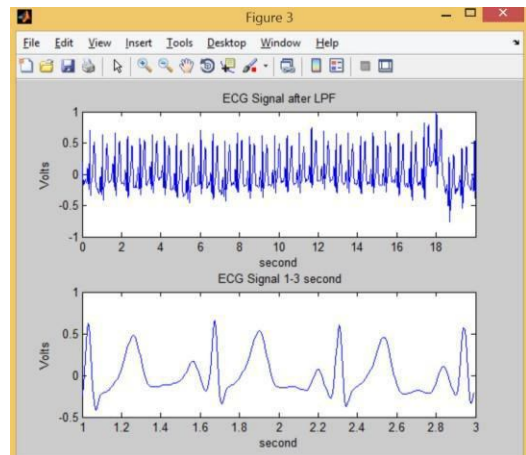 Figure 3
File Edit View Insert Tools Desktop Window Help
ECG Signal after LPF
1
0.5
0
-0.5
-1
Volts
0 2 4 6 8 10 12 14 16 18
second
ECG Signal 1-3 second
1
0.5
0
-0.5
Volts
1 1.2 1.4 1.6 1.8 2 2.2 2.4 2.6 2.8 3
second